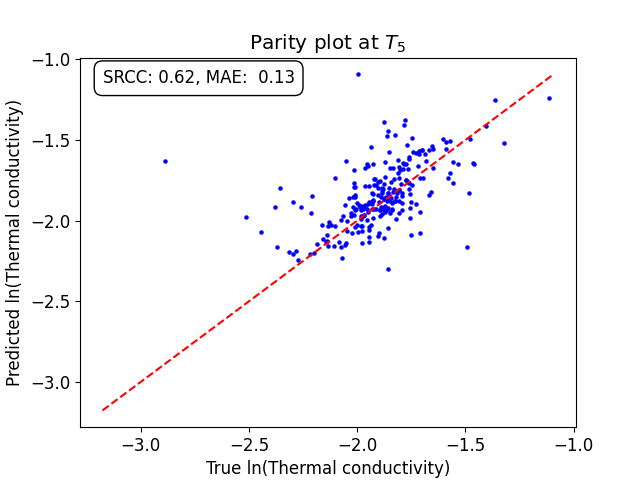 Parity plot at T₅
SRCC: 0.62, MAE:  0.13
Predicted ln(Thermal conductivity)
−1.0
−1.5
−2.0
−2.5
−3.0
−3.0 −2.5 −2.0 −1.5 −1.0
True ln(Thermal conductivity)